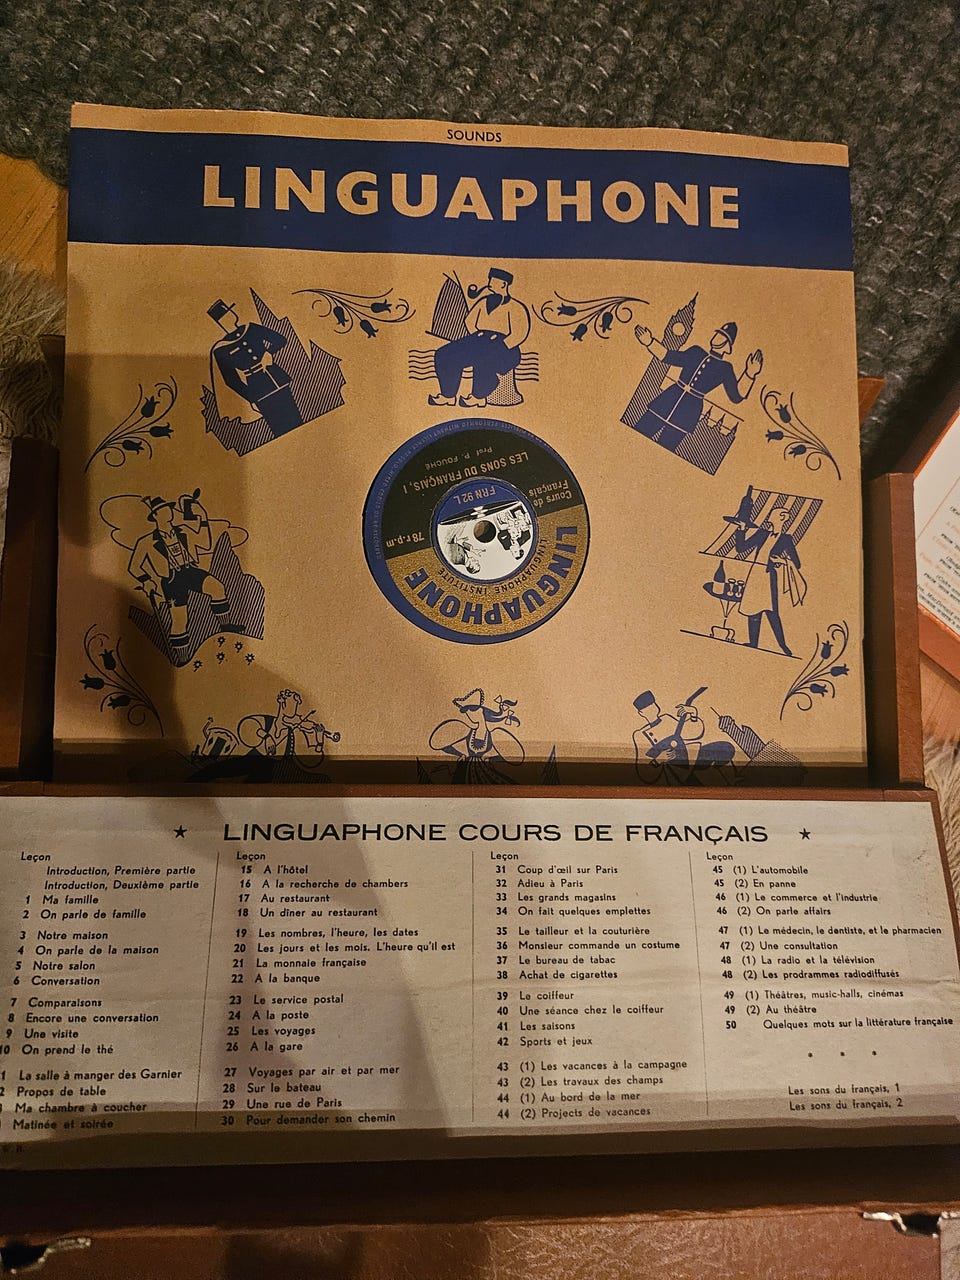 SOUNDS
LINGUAPHONE
LES SONS DU FRANÇAIS, I
Prof. P. FOUCHÉ
Cours de
Français
FRN 92 L
78 r.p.m
LINGUAPHONE INSTITUTE
LINGUAPHONE
★ LINGUAPHONE COURS DE FRANÇAIS ★
Leçon
Introduction, Première partie
Introduction, Deuxième partie
1 Ma famille
2 On parle de famille
3 Notre maison
4 On parle de la maison
5 Notre salon
6 Conversation
7 Comparaisons
8 Encore une conversation
9 Une visite
10 On prend le thé
1 La salle à manger des Garnier
2 Propos de table
Ma chambre à coucher
Matinée et soirée
Leçon
15 A l'hôtel
16 A la recherche de chambers
17 Au restaurant
18 Un dîner au restaurant
19 Les nombres, l'heure, les dates
20 Les jours et les mois. L'heure qu'il est
21 La monnaie française
22 A la banque
23 Le service postal
24 A la poste
25 Les voyages
26 A la gare
27 Voyages par air et par mer
28 Sur le bateau
29 Une rue de Paris
30 Pour demander son chemin
Leçon
31 Coup d'œil sur Paris
32 Adieu à Paris
33 Les grands magasins
34 On fait quelques emplettes
35 Le tailleur et la couturière
36 Monsieur commande un costume
37 Le bureau de tabac
38 Achat de cigarettes
39 Le coiffeur
40 Une séance chez le coiffeur
41 Les saisons
42 Sports et jeux
43 (1) Les vacances à la campagne
43 (2) Les travaux des champs
44 (1) Au bord de la mer
44 (2) Projects de vacances
Leçon
45 (1) L'automobile
45 (2) En panne
46 (1) Le commerce et l'industrie
46 (2) On parle affairs
47 (1) Le médecin, le dentiste, et le pharmacien
47 (2) Une consultation
48 (1) La radio et la télévision
48 (2) Les prodrammes radiodiffusés
49 (1) Théâtres, music-halls, cinémas
49 (2) Au théâtre
50 Quelques mots sur la littérature française
* * *
Les sons du français, 1
Les sons du français, 2